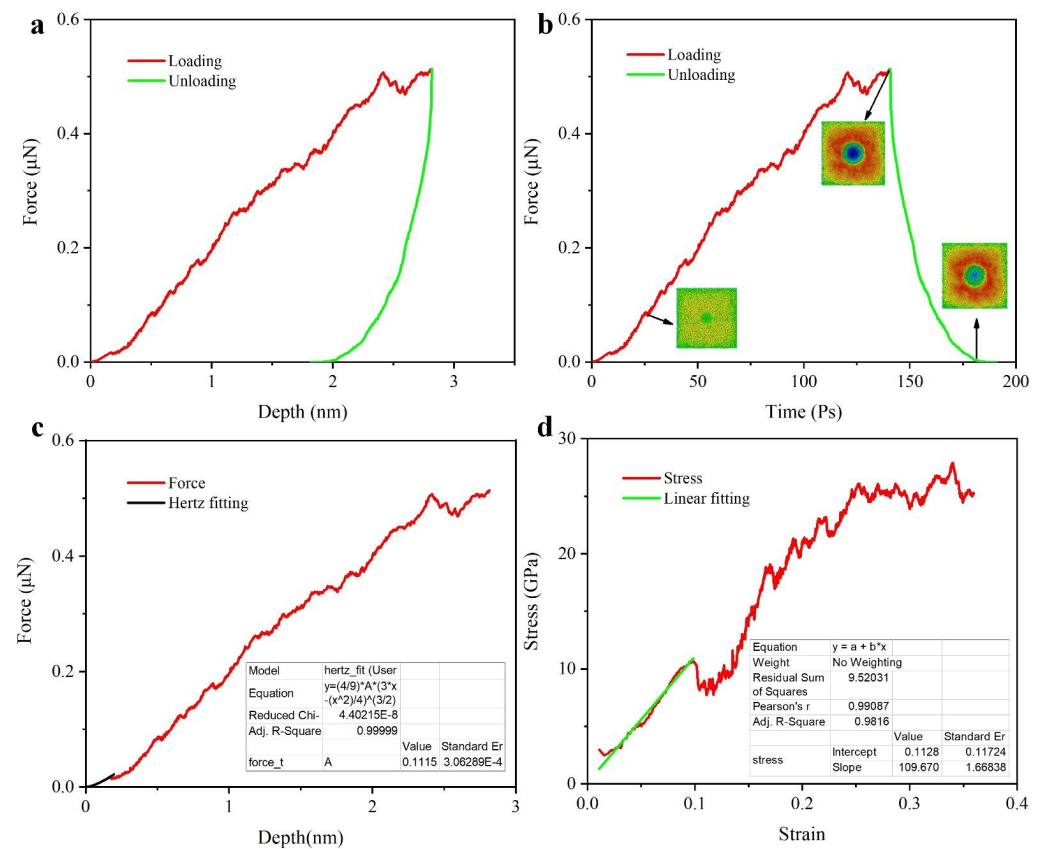 a
0.6
0.4
0.2
0.0
Force (μN)
Loading
Unloading
0
1
2
3
Depth (nm)
b
0.6
0.4
0.2
0.0
Force (μN)
Loading
Unloading
0
50
100
150
200
Time (Ps)
c
0.6
0.4
0.2
0.0
Force (μN)
Force
Hertz fitting
Model hertz_fit (User
Equation y=(4/9)*A*(3*x
-(x^2)/4)^(3/2)
Reduced Chi- 4.40215E-8
Adj. R-Square 0.99999
Value Standard Er
force_t A 0.1115 3.06289E-4
0
1
2
3
Depth(nm)
d
30
20
10
0
Stress (GPa)
Stress
Linear fitting
Equation y = a + b*x
Weight No Weighting
Residual Sum
of Squares 9.52031
Pearson's r 0.99087
Adj. R-Square 0.9816
Value Standard Er
stress Intercept 0.1128 0.11724
Slope 109.670 1.66838
0.0
0.1
0.2
0.3
0.4
Strain